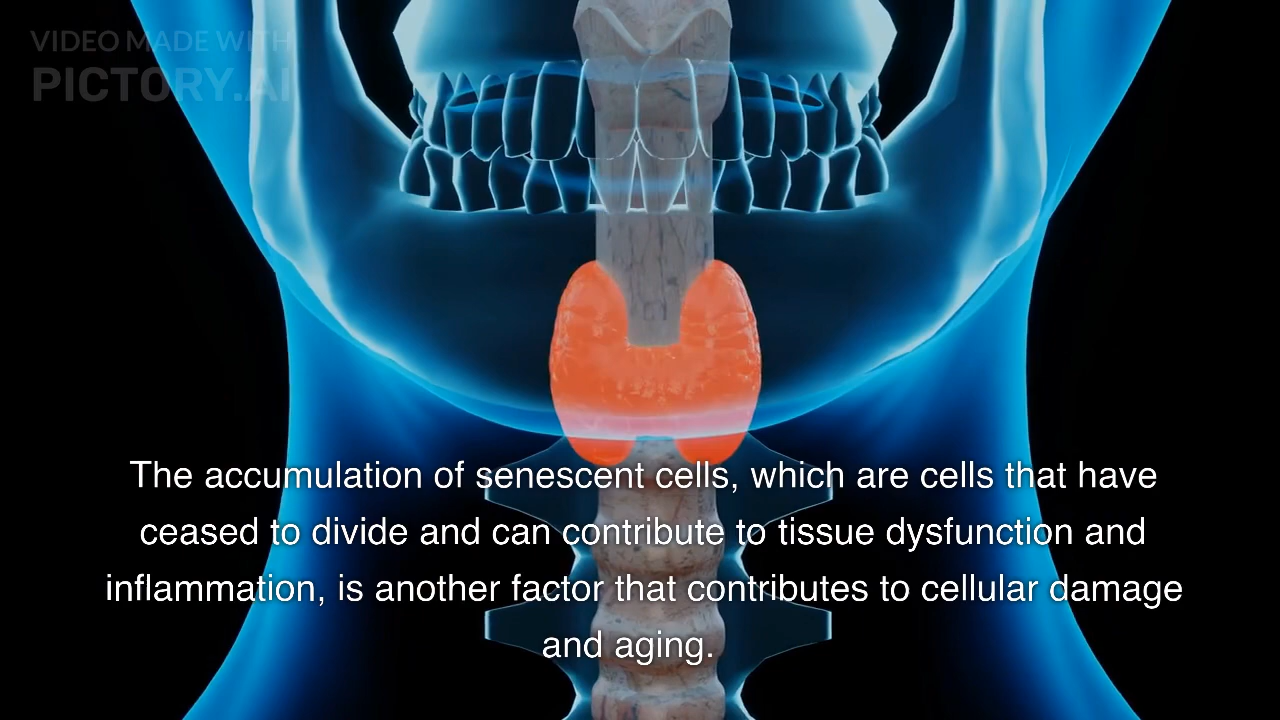 VIDEO MADE WITH
PICTORY.AI
The accumulation of senescent cells, which are cells that have
ceased to divide and can contribute to tissue dysfunction and
inflammation, is another factor that contributes to cellular damage
and aging.